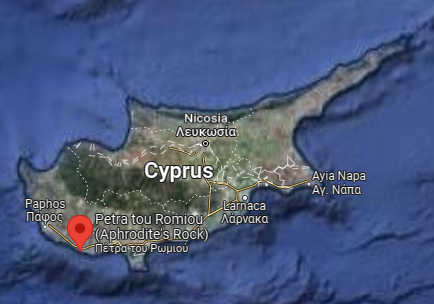 Nicosia
Λευκωσία
Cyprus
Ayia Napa
Αγ. Νάπα
Larnaca
Λάρνακα
Paphos
Πάφος
Petra tou Romiou
(Aphrodite's Rock)
Πέτρα του Ρωμιού